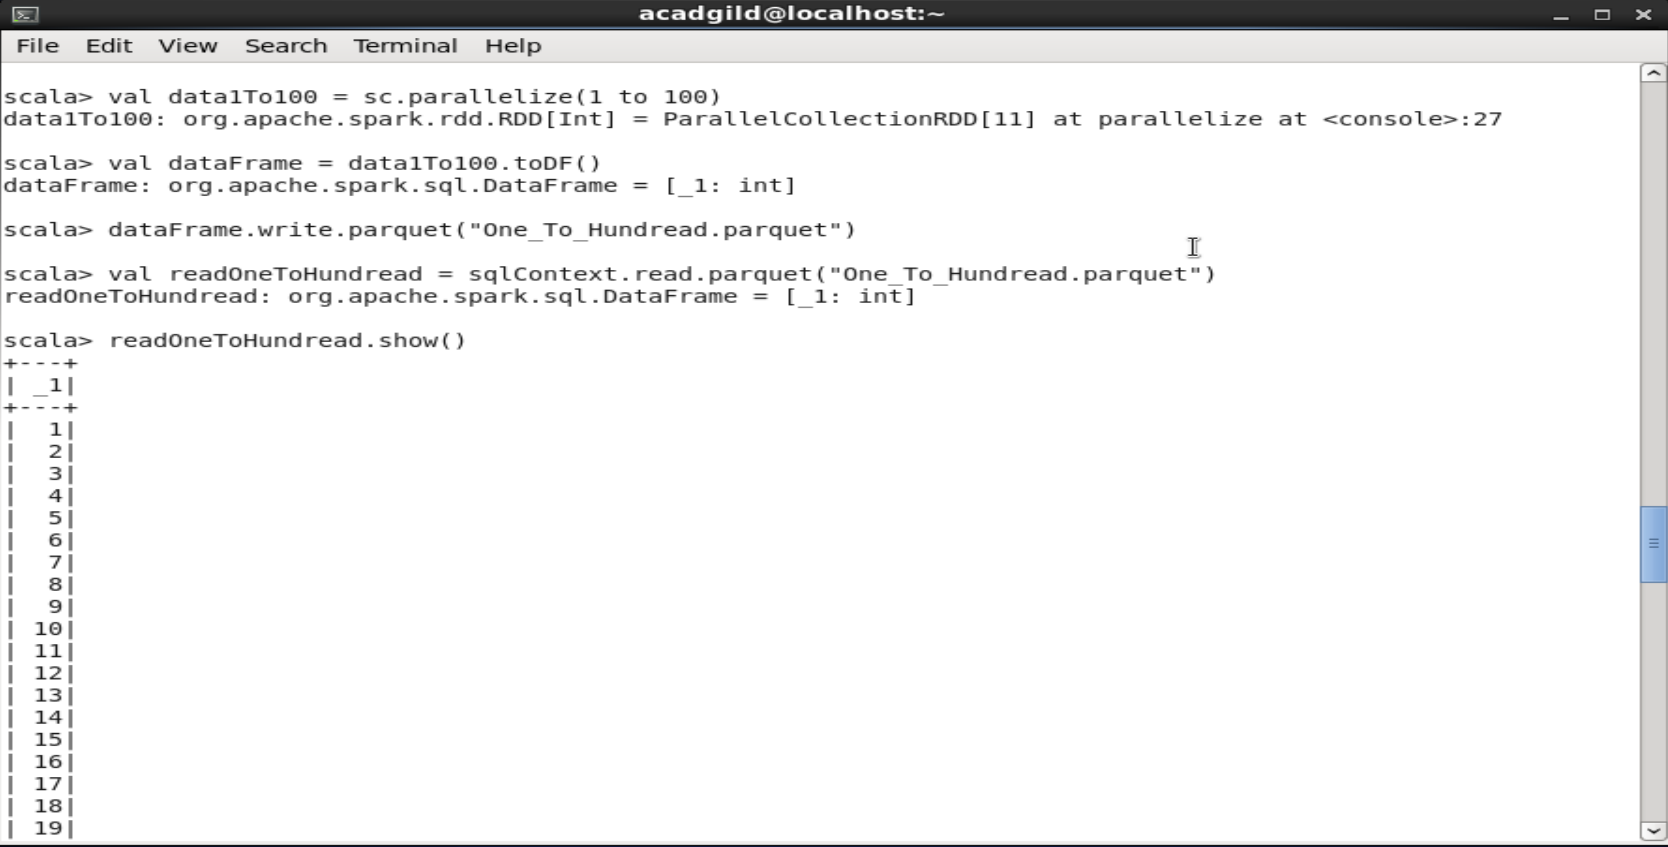 acadgild@localhost:~
File Edit View Search Terminal Help
scala> val data1To100 = sc.parallelize(1 to 100)
data1To100: org.apache.spark.rdd.RDD[Int] = ParallelCollectionRDD[11] at parallelize at <console>:27
scala> val dataFrame = data1To100.toDF()
dataFrame: org.apache.spark.sql.DataFrame = [_1: int]
scala> dataFrame.write.parquet("One_To_Hundread.parquet")
scala> val readOneToHundread = sqlContext.read.parquet("One_To_Hundread.parquet")
readOneToHundread: org.apache.spark.sql.DataFrame = [_1: int]
scala> readOneToHundread.show()
+---+
| _1|
+---+
|  1|
|  2|
|  3|
|  4|
|  5|
|  6|
|  7|
|  8|
|  9|
| 10|
| 11|
| 12|
| 13|
| 14|
| 15|
| 16|
| 17|
| 18|
| 19|